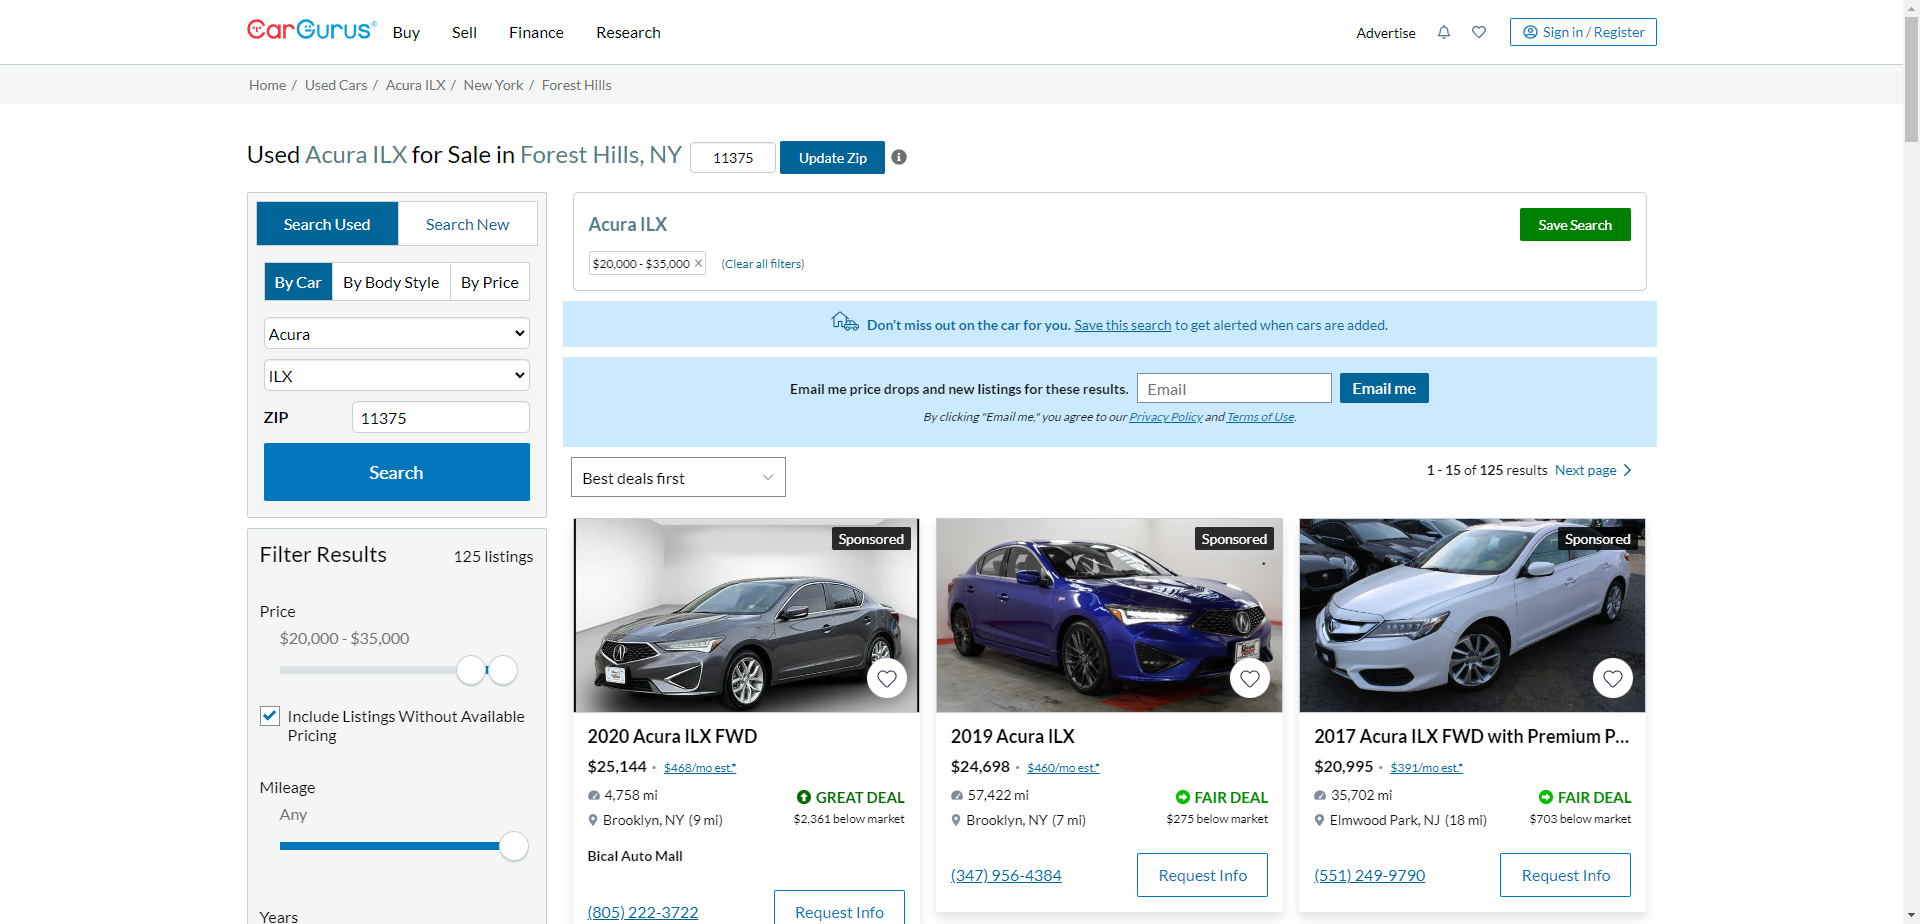 CarGurus®
Buy Sell Finance Research
Advertise
Sign in / Register
Home / Used Cars / Acura ILX / New York / Forest Hills
Used Acura ILX for Sale in Forest Hills, NY 11375 Update Zip
Search Used Search New
By Car By Body Style By Price
Acura
ILX
ZIP 11375
Search
Filter Results 125 listings
Price
$20,000 - $35,000
Include Listings Without Available
Pricing
Mileage
Any
Years
Acura ILX
Save Search
$20,000 - $35,000 × (Clear all filters)
Don't miss out on the car for you. Save this search to get alerted when cars are added.
Email me price drops and new listings for these results. Email Email me
By clicking "Email me," you agree to our Privacy Policy and Terms of Use.
Best deals first
1 - 15 of 125 results Next page
Sponsored
2020 Acura ILX FWD
$25,144 · $468/mo est.*
4,758 mi
GREAT DEAL
Brooklyn, NY (9 mi)
$2,361 below market
Bical Auto Mall
(805) 222-3722
Request Info
Sponsored
2019 Acura ILX
$24,698 · $460/mo est.*
57,422 mi
FAIR DEAL
Brooklyn, NY (7 mi)
$275 below market
(347) 956-4384
Request Info
Sponsored
2017 Acura ILX FWD with Premium P...
$20,995 · $391/mo est.*
35,702 mi
FAIR DEAL
Elmwood Park, NJ (18 mi)
$703 below market
(551) 249-9790
Request Info